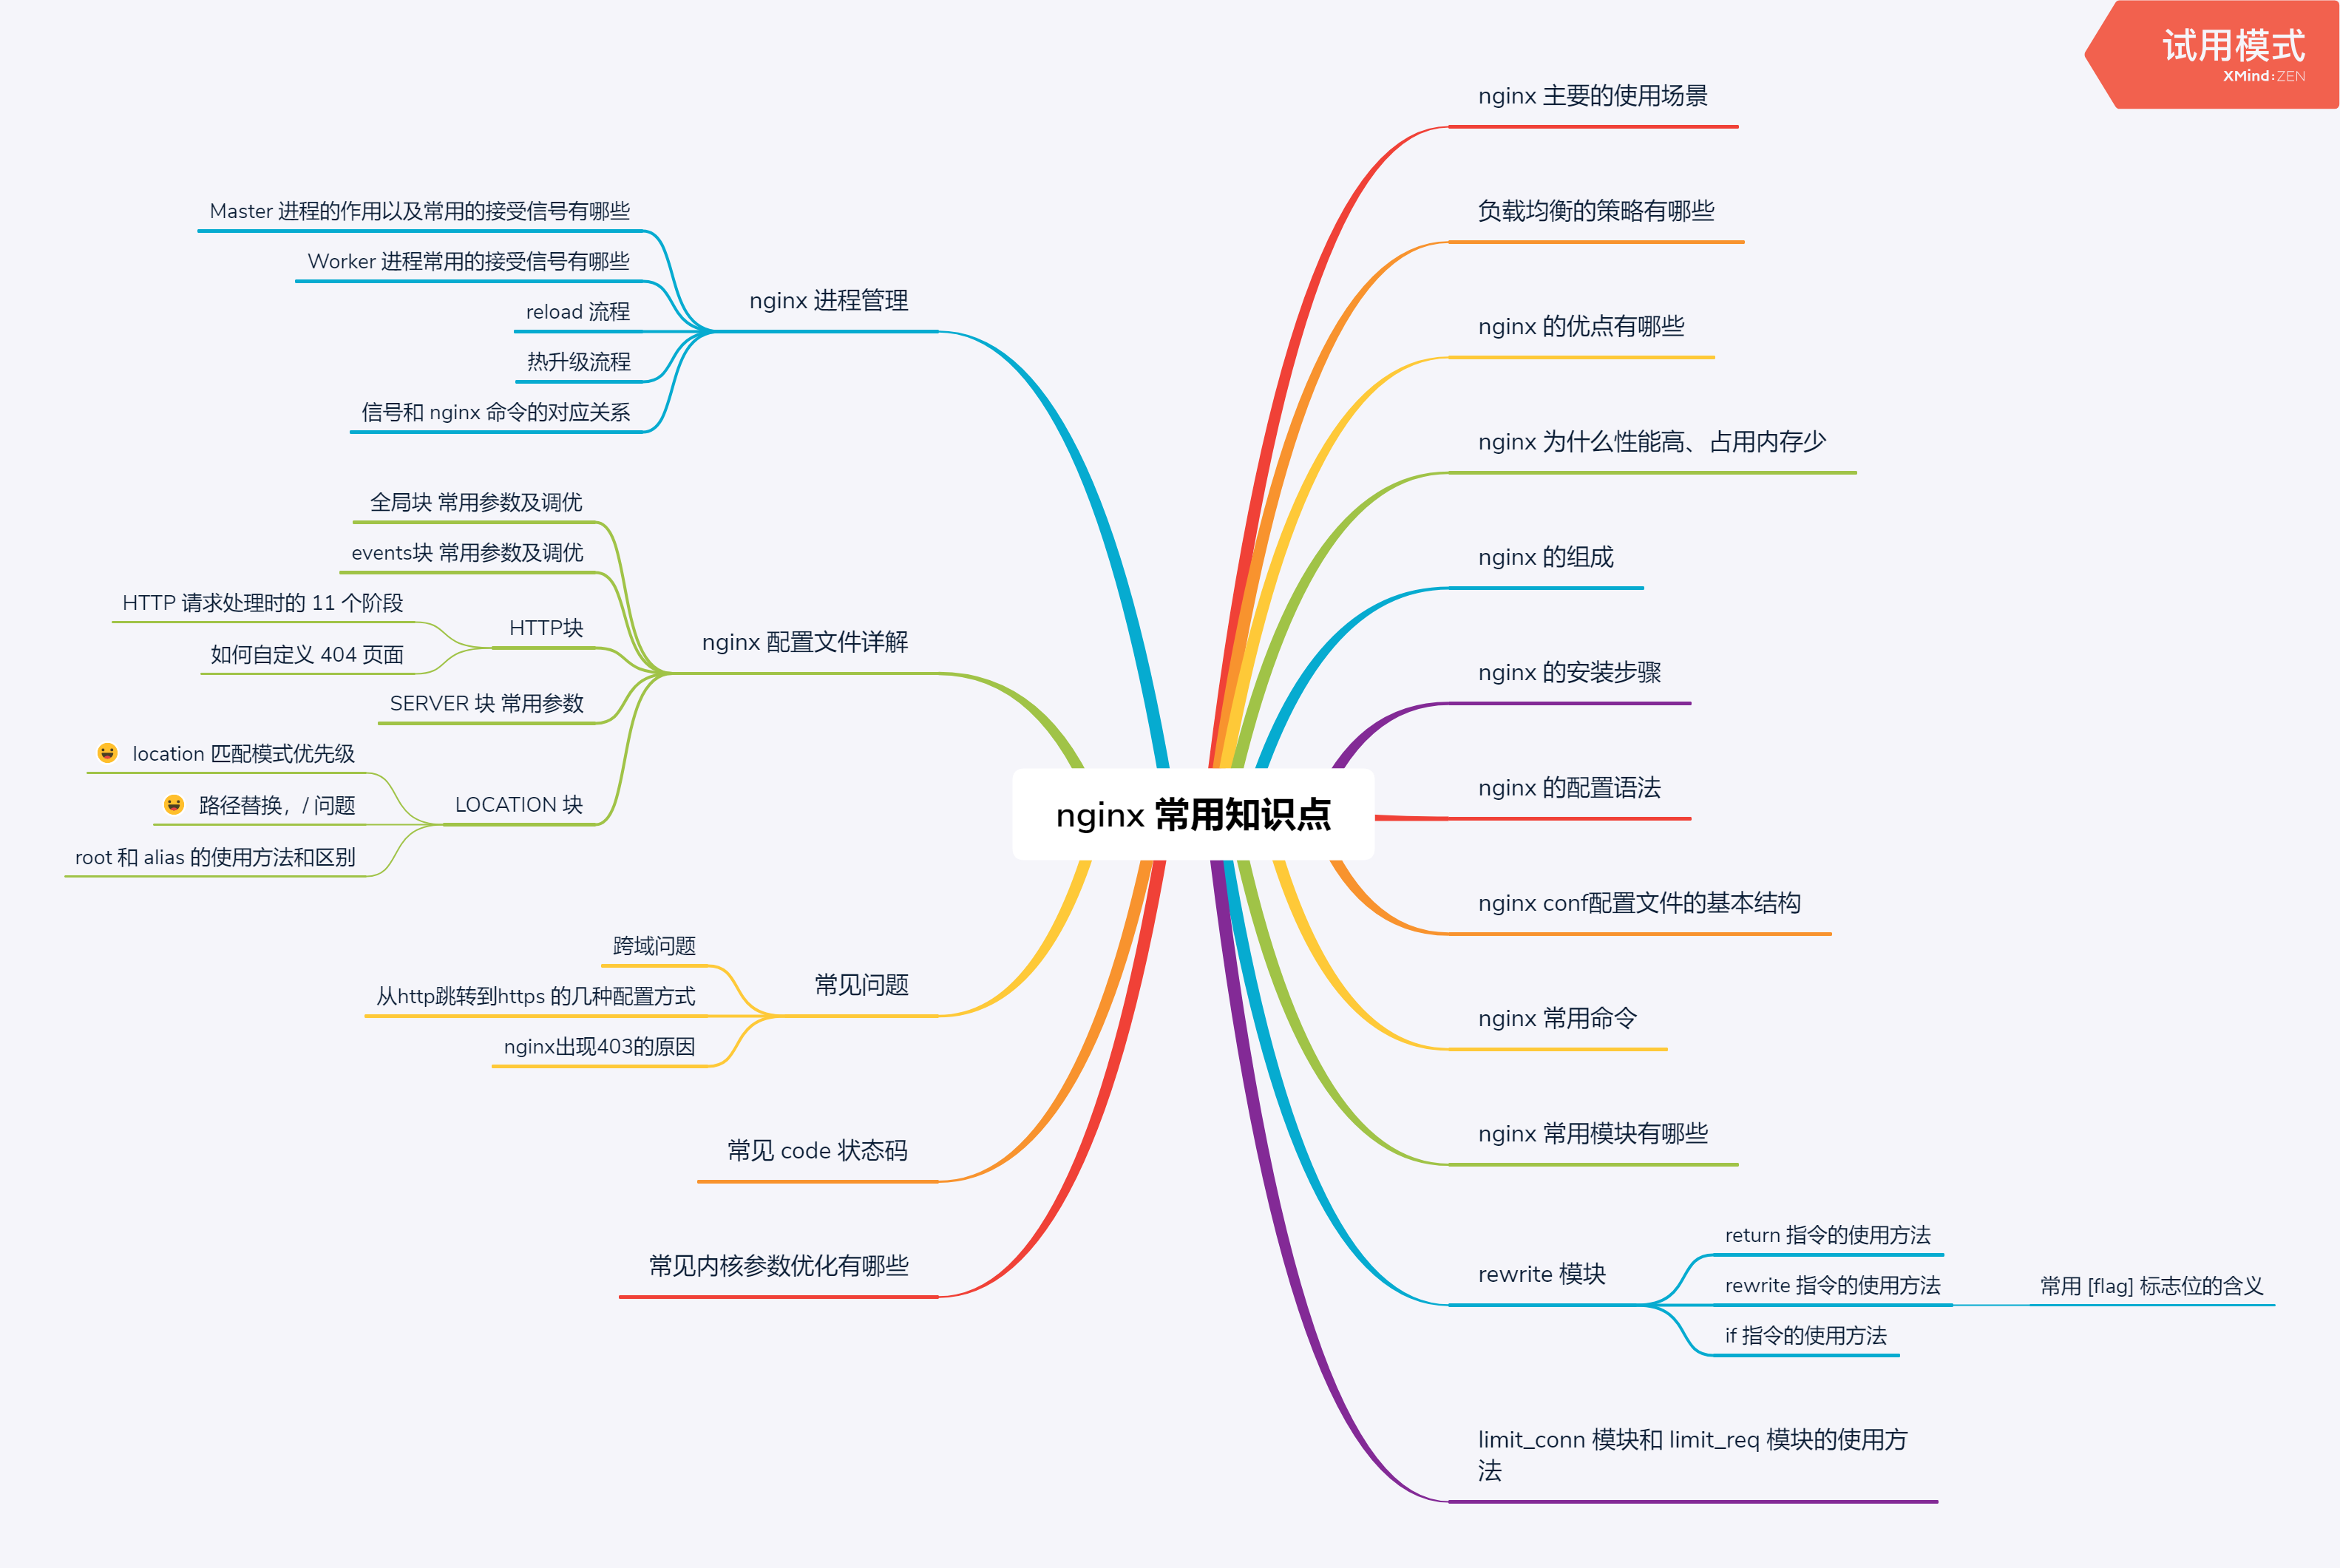 试用模式
XMind:ZEN
nginx 常用知识点
nginx 主要的使用场景
负载均衡的策略有哪些
nginx 的优点有哪些
nginx 为什么性能高、占用内存少
nginx 的组成
nginx 的安装步骤
nginx 的配置语法
nginx conf配置文件的基本结构
nginx 常用命令
nginx 常用模块有哪些
rewrite 模块
return 指令的使用方法
rewrite 指令的使用方法
常用 [flag] 标志位的含义
if 指令的使用方法
limit_conn 模块和 limit_req 模块的使用方
法
nginx 进程管理
Master 进程的作用以及常用的接受信号有哪些
Worker 进程常用的接受信号有哪些
reload 流程
热升级流程
信号和 nginx 命令的对应关系
nginx 配置文件详解
全局块 常用参数及调优
events块 常用参数及调优
HTTP块
HTTP 请求处理时的 11 个阶段
如何自定义 404 页面
SERVER 块 常用参数
LOCATION 块
location 匹配模式优先级
路径替换，/ 问题
root 和 alias 的使用方法和区别
常见问题
跨域问题
从http跳转到https 的几种配置方式
nginx出现403的原因
常见 code 状态码
常见内核参数优化有哪些